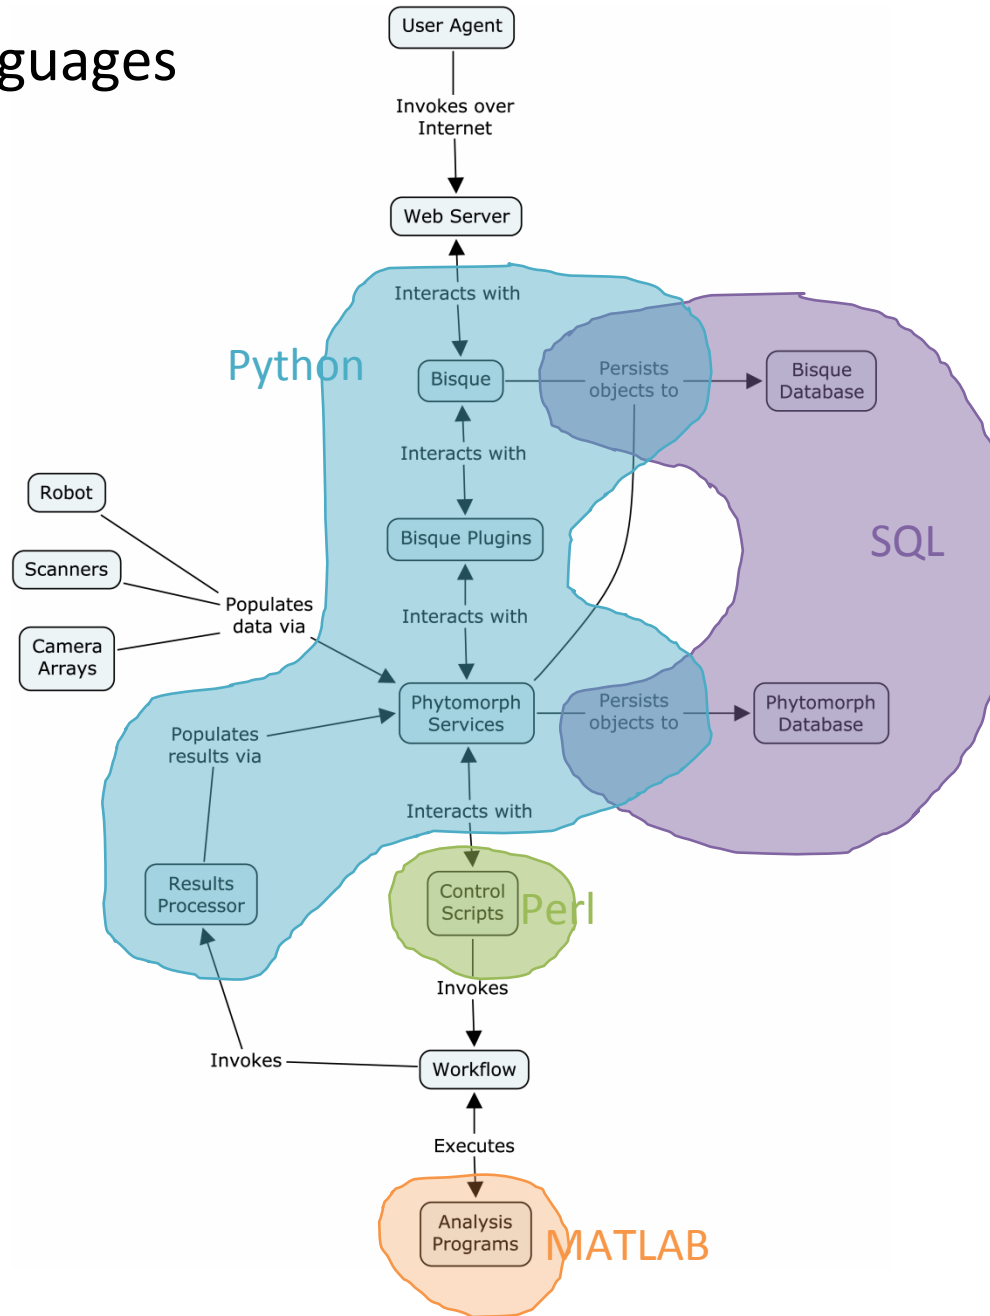 User Agent
guages
Invokes over
Internet
Web Server
Interacts with
Python
Bisque
Persists
objects to
Bisque
Database
Interacts with
Robot
Bisque Plugins
SQL
Scanners
Populates
data via
Interacts with
Camera
Arrays
Phytomorph
Services
Persists
objects to
Phytomorph
Database
Populates
results via
Interacts with
Results
Processor
Control
Scripts
Perl
Invokes
Invokes
Workflow
Executes
Analysis
Programs
MATLAB